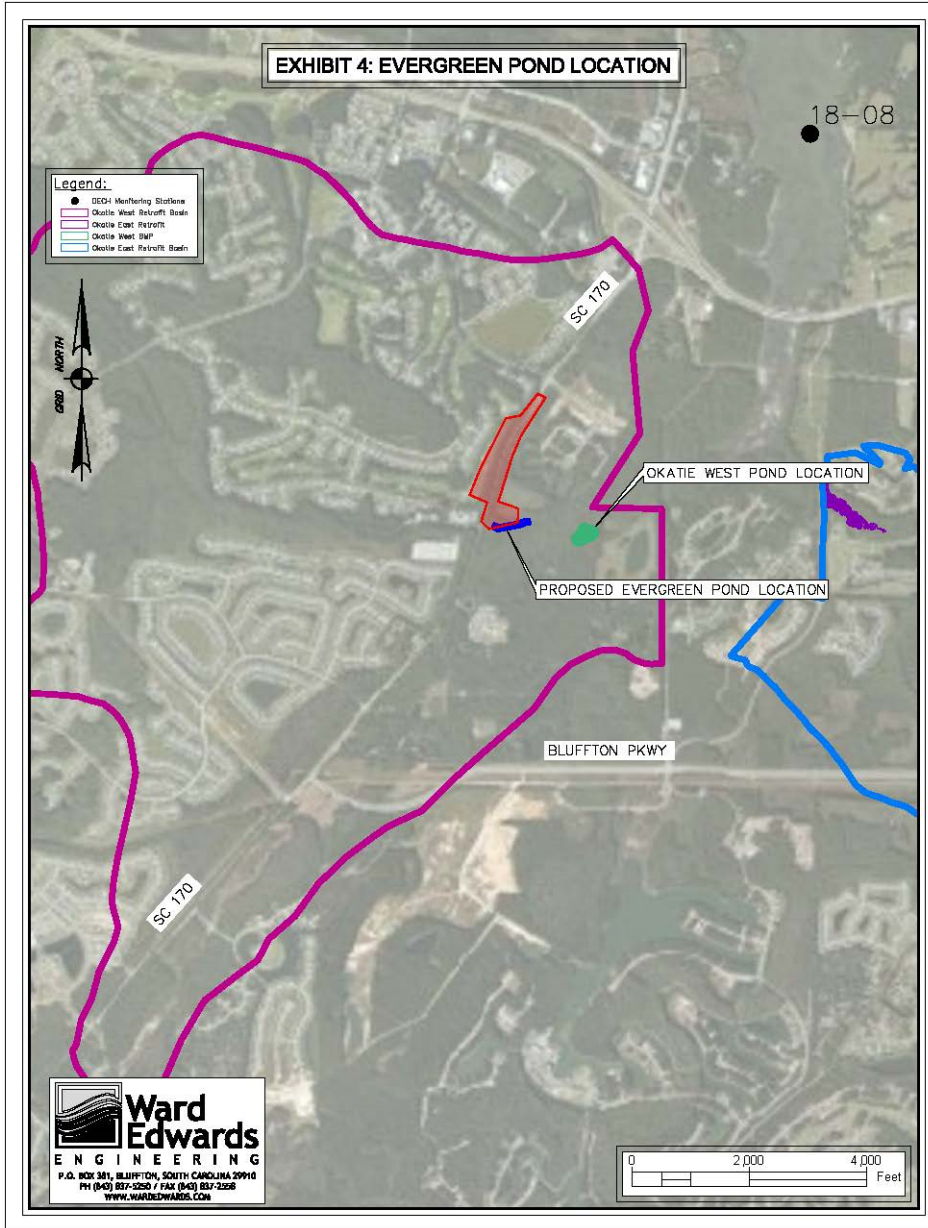 EXHIBIT 4: EVERGREEN POND LOCATION
18-08
Legend:
DECH Monitoring Stations
Okatie West Retrofit Basin
Okatie East Retrofit
Okatie West BMP
Okatie East Retrofit Basin
SC 170
GRID NORTH
OKATIE WEST POND LOCATION
PROPOSED EVERGREEN POND LOCATION
BLUFFTON PKWY
SC 170
Ward
Edwards
ENGINEERING
P.O. BOX 381, BLUFFTON, SOUTH CAROLINA 29910
PH (843) 837-5250 / FAX (843) 837-2558
WWW.WARDEDWARDS.COM
0 2,000 4,000
Feet